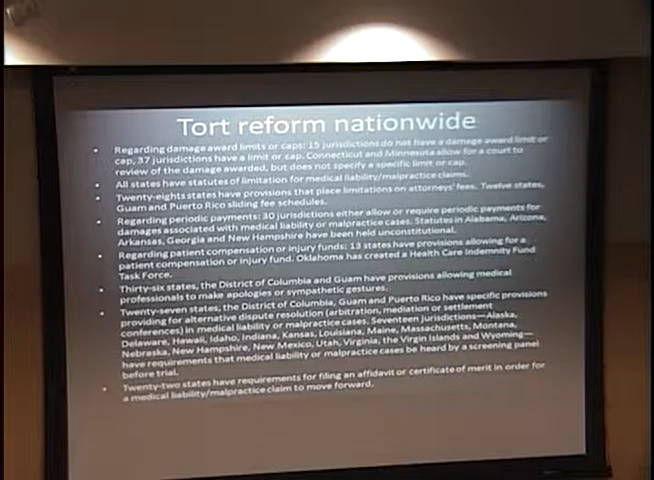 Tort reform nationwide
• Regarding damage award limits or caps: 15 jurisdictions do not have a damage award limit or
cap, 37 jurisdictions have a limit or cap. Connecticut and Minnesota allow for a court to
review of the damage awarded, but does not specify a specific limit or cap.
• All states have statutes of limitation for medical liability/malpractice claims.
• Twenty-eights states have provisions that place limitations on attorneys' fees. Twelve states,
Guam and Puerto Rico sliding fee schedules.
• Regarding periodic payments: 30 jurisdictions either allow or require periodic payments for
damages associated with medical liability or malpractice cases. Statutes in Alabama, Arizona,
Arkansas, Georgia and New Hampshire have been held unconstitutional.
• Regarding patient compensation or injury funds: 13 states have provisions allowing for a
patient compensation or injury fund. Oklahoma has created a Health Care Indemnity Fund
Task Force.
• Thirty-six states, the District of Columbia and Guam have provisions allowing medical
professionals to make apologies or sympathetic gestures.
• Twenty-seven states, the District of Columbia, Guam and Puerto Rico have specific provisions
providing for alternative dispute resolution (arbitration, mediation or settlement
conferences) in medical liability or malpractice cases. Seventeen jurisdictions—Alaska,
Delaware, Hawaii, Idaho, Indiana, Kansas, Louisiana, Maine, Massachusetts, Montana,
Nebraska, New Hampshire, New Mexico, Utah, Virginia, the Virgin Islands and Wyoming—
have requirements that medical liability or malpractice cases be heard by a screening panel
before trial.
• Twenty-two states have requirements for filing an affidavit or certificate of merit in order for
a medical liability/malpractice claim to move forward.